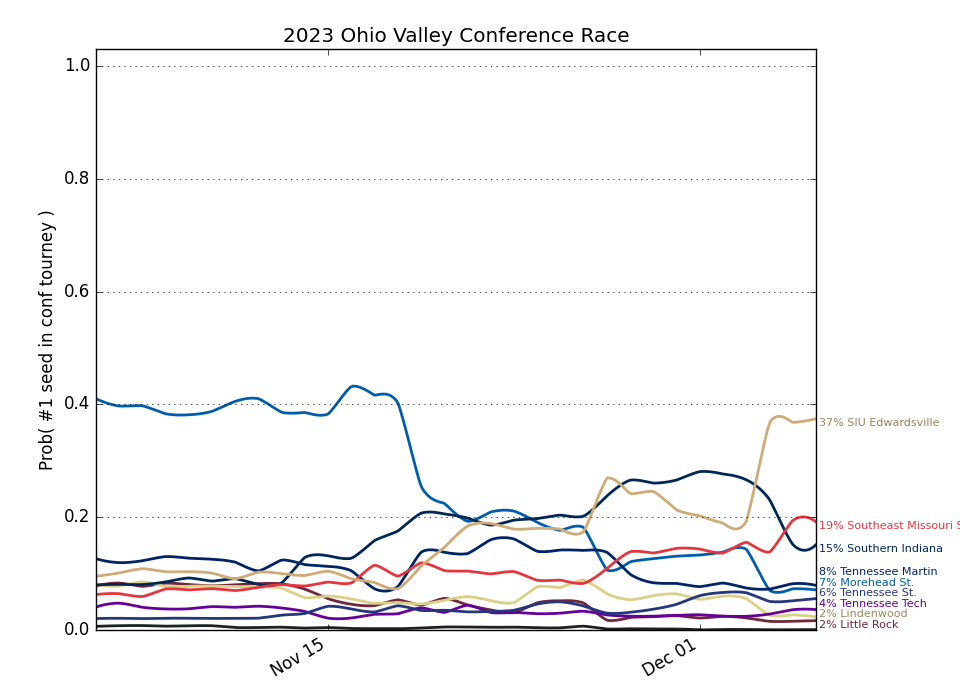 2023 Ohio Valley Conference Race
Prob( #1 seed in conf tourney )
1.0
0.8
0.6
0.4
0.2
0.0
Nov 15
Dec 01
37% SIU Edwardsville
19% Southeast Missouri S
15% Southern Indiana
8% Tennessee Martin
7% Morehead St.
6% Tennessee St.
4% Tennessee Tech
2% Lindenwood
2% Little Rock